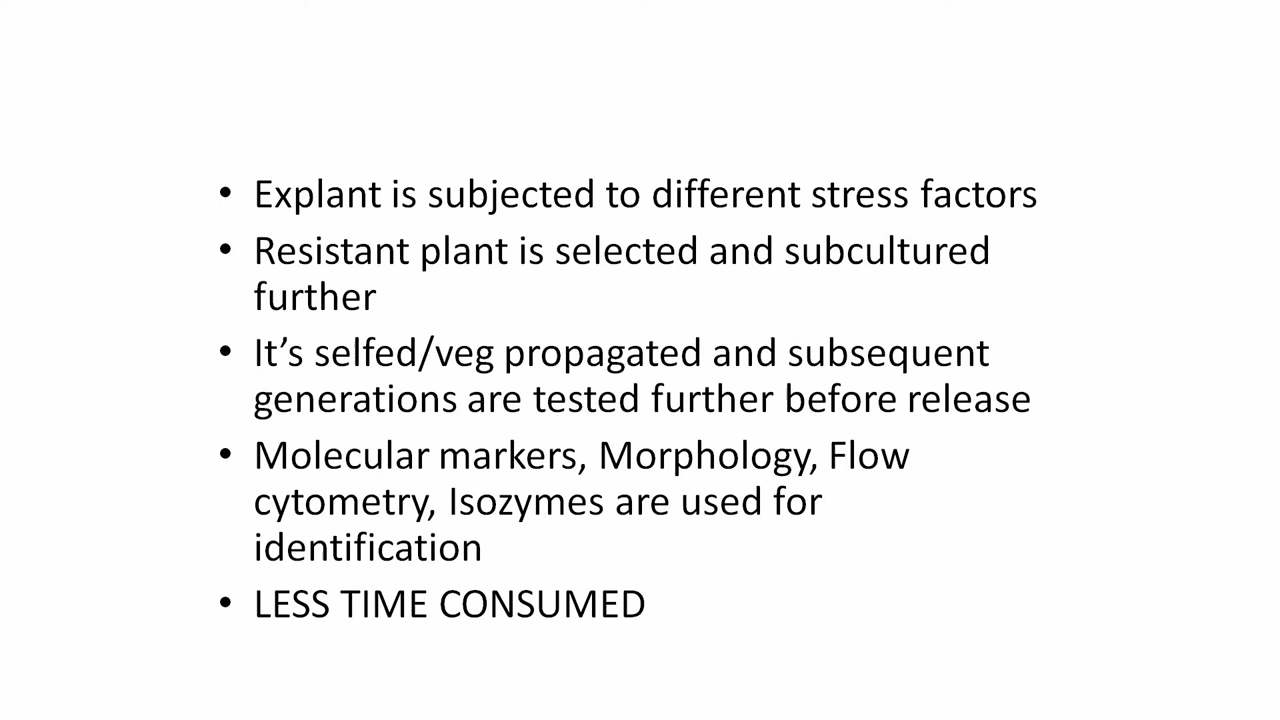 • Explant is subjected to different stress factors
• Resistant plant is selected and subcultured
further
• It’s selfed/veg propagated and subsequent
generations are tested further before release
• Molecular markers, Morphology, Flow
cytometry, Isozymes are used for
identification
• LESS TIME CONSUMED